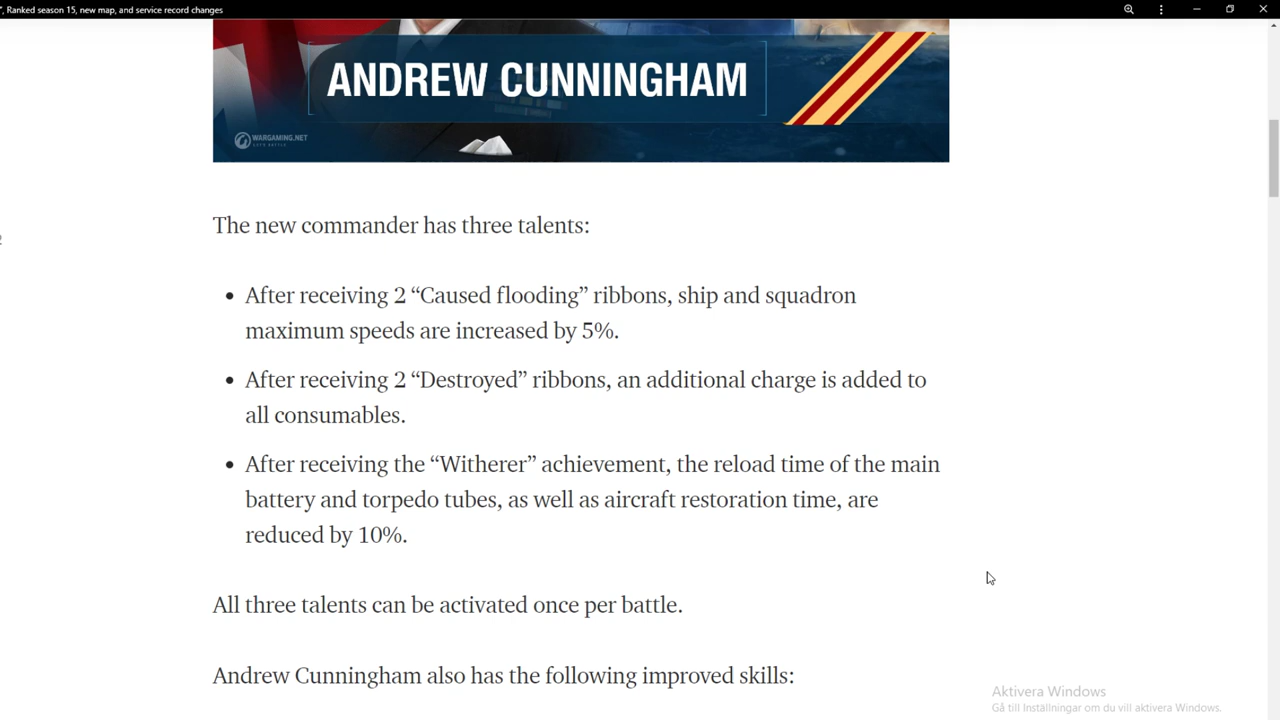 ", Ranked season 15, new map, and service record changes
ANDREW CUNNINGHAM
WARGAMING.NET
LET'S BATTLE
The new commander has three talents:
• After receiving 2 “Caused flooding” ribbons, ship and squadron
maximum speeds are increased by 5%.
• After receiving 2 “Destroyed” ribbons, an additional charge is added to
all consumables.
• After receiving the “Witherer” achievement, the reload time of the main
battery and torpedo tubes, as well as aircraft restoration time, are
reduced by 10%.
All three talents can be activated once per battle.
Andrew Cunningham also has the following improved skills:
Aktivera Windows
Gå till Inställningar om du vill aktivera Windows.